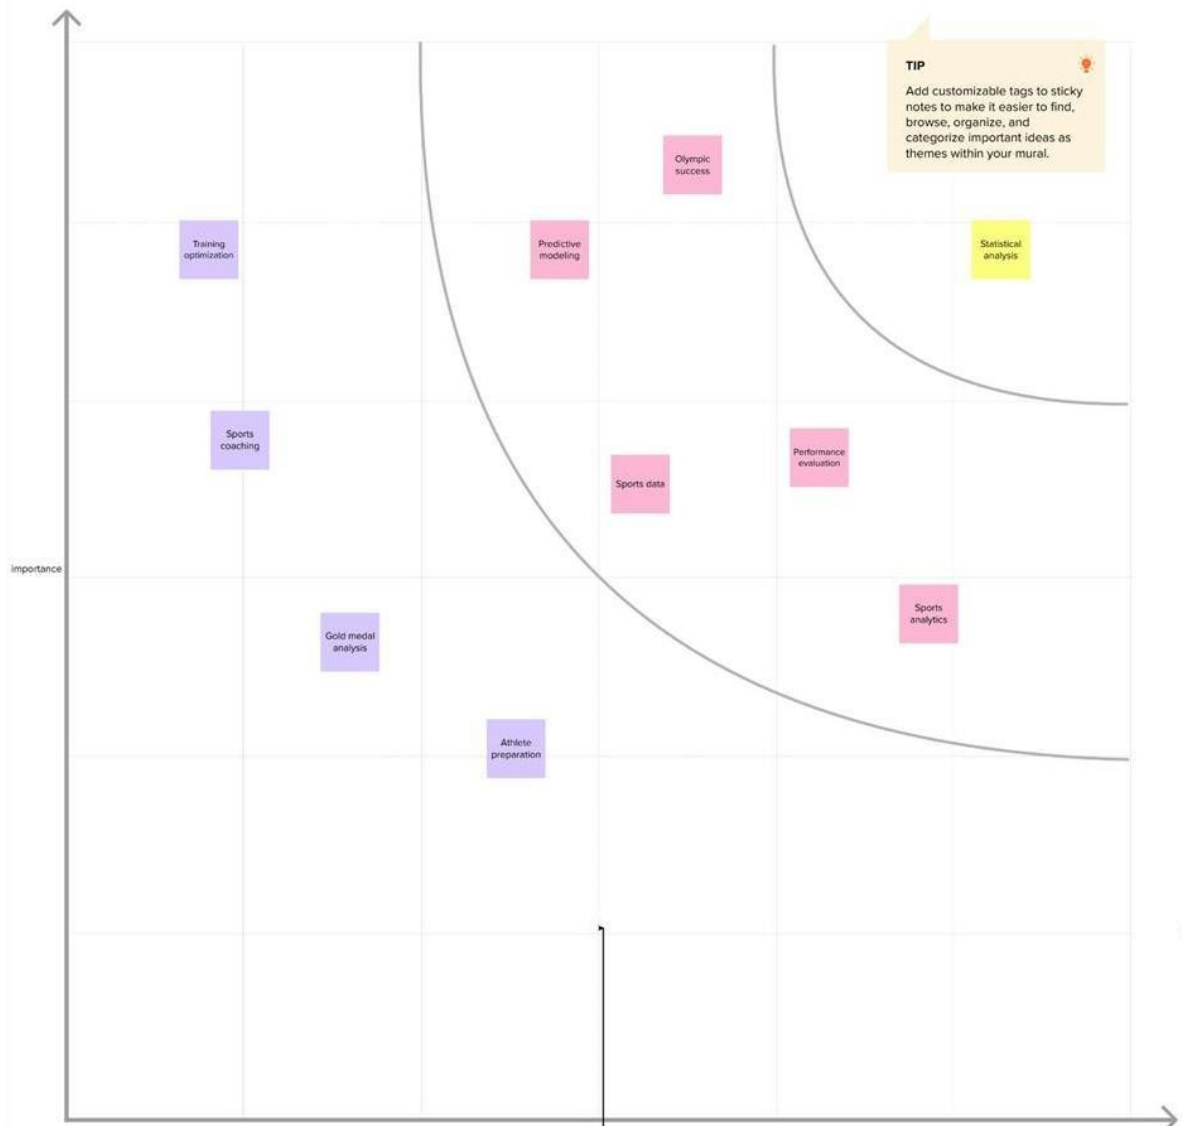 TIP
Add customizable tags to sticky
notes to make it easier to find,
browse, organize, and
categorize important ideas as
themes within your mural.
Olympic
success
Training
optimization
Predictive
modeling
Statistical
analysis
Sports
coaching
Performance
evaluation
Sports data
importance
Sports
analytics
Gold medal
analysis
Athlete
preparation